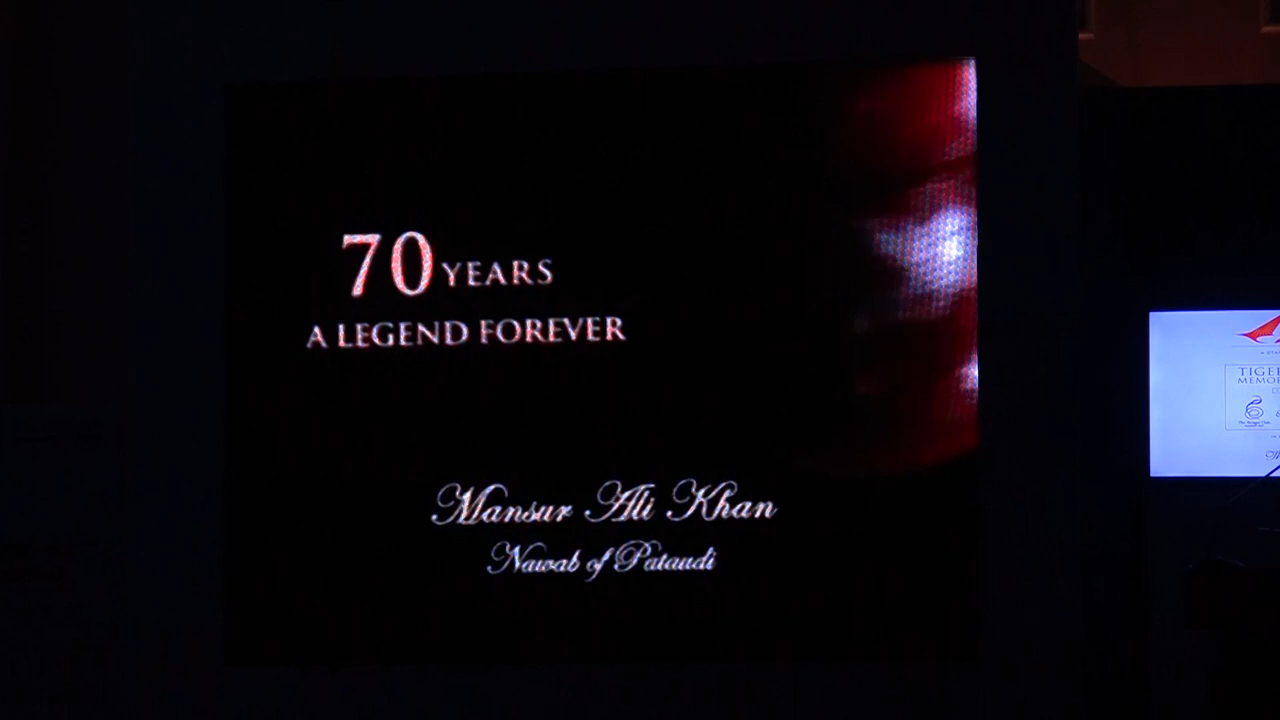 70 YEARS
A LEGEND FOREVER
Mansur Ali Khan
Nawab of Pataudi